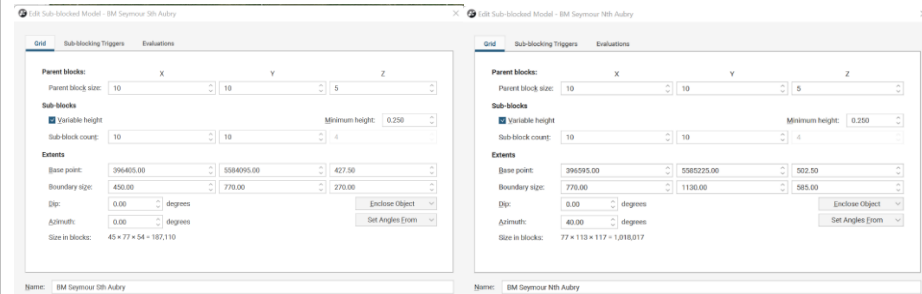 Edit Sub-blocked Model - BM Seymour Sth Aubry
Grid Sub-blocking Triggers Evaluations
Parent blocks: X Y Z
Parent block size: 10 10 5
Sub-blocks
Variable height Minimum height: 0.250
Sub-block count: 10 10 4
Extents
Base point: 396405.00 5584095.00 427.50
Boundary size: 450.00 770.00 270.00
Dip: 0.00 degrees Enclose Object
Azimuth: 0.00 degrees Set Angles From
Size in blocks: 45 × 77 × 54 = 187,110
Name: BM Seymour Sth Aubry
Edit Sub-blocked Model - BM Seymour Nth Aubry
Grid Sub-blocking Triggers Evaluations
Parent blocks: X Y Z
Parent block size: 10 10 5
Sub-blocks
Variable height Minimum height: 0.250
Sub-block count: 10 10 4
Extents
Base point: 396595.00 5585225.00 502.50
Boundary size: 770.00 1130.00 585.00
Dip: 0.00 degrees Enclose Object
Azimuth: 40.00 degrees Set Angles From
Size in blocks: 77 × 113 × 117 = 1,018,017
Name: BM Seymour Nth Aubry